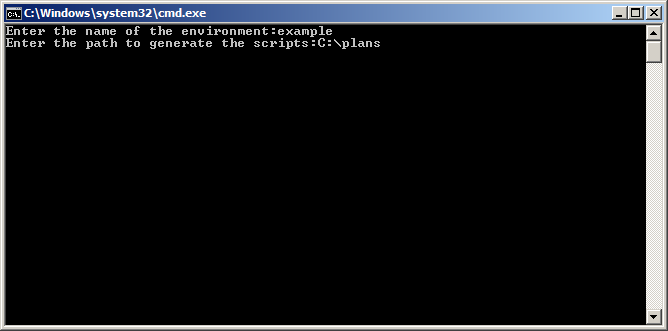 C:\Windows\system32\cmd.exe
Enter the name of the environment:example
Enter the path to generate the scripts:C:\plans